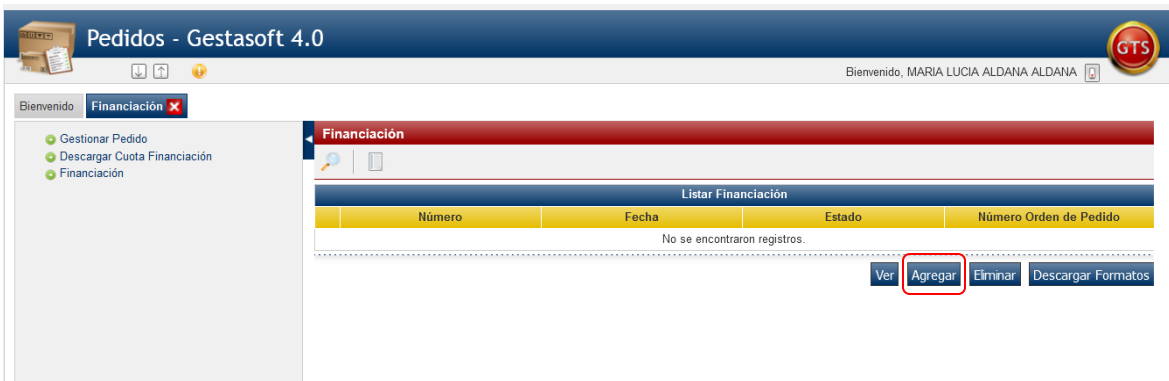 Pedidos - Gestasoft 4.0
GTS
Bienvenido, MARIA LUCIA ALDANA ALDANA
Bienvenido Financiación
Gestionar Pedido
Descargar Cuota Financiación
Financiación
Financiación
Listar Financiación
Número Fecha Estado Número Orden de Pedido
No se encontraron registros.
Ver Agregar Eliminar Descargar Formatos